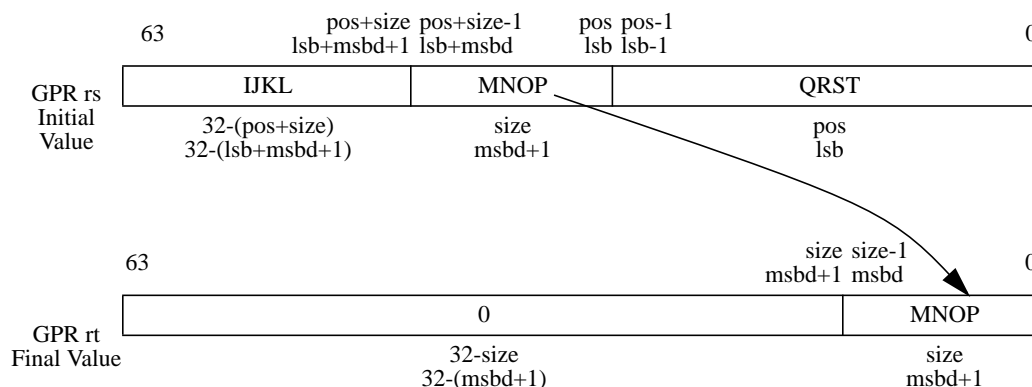 63 pos+size pos+size-1 pos pos-1 0
lsb+msbd+1 lsb+msbd lsb lsb-1
GPR rs
Initial
Value
IJKL MNOP QRST
32-(pos+size) size pos
32-(lsb+msbd+1) msbd+1 lsb
63 size size-1 0
msbd+1 msbd
GPR rt
Final Value
0 MNOP
32-size size
32-(msbd+1) msbd+1